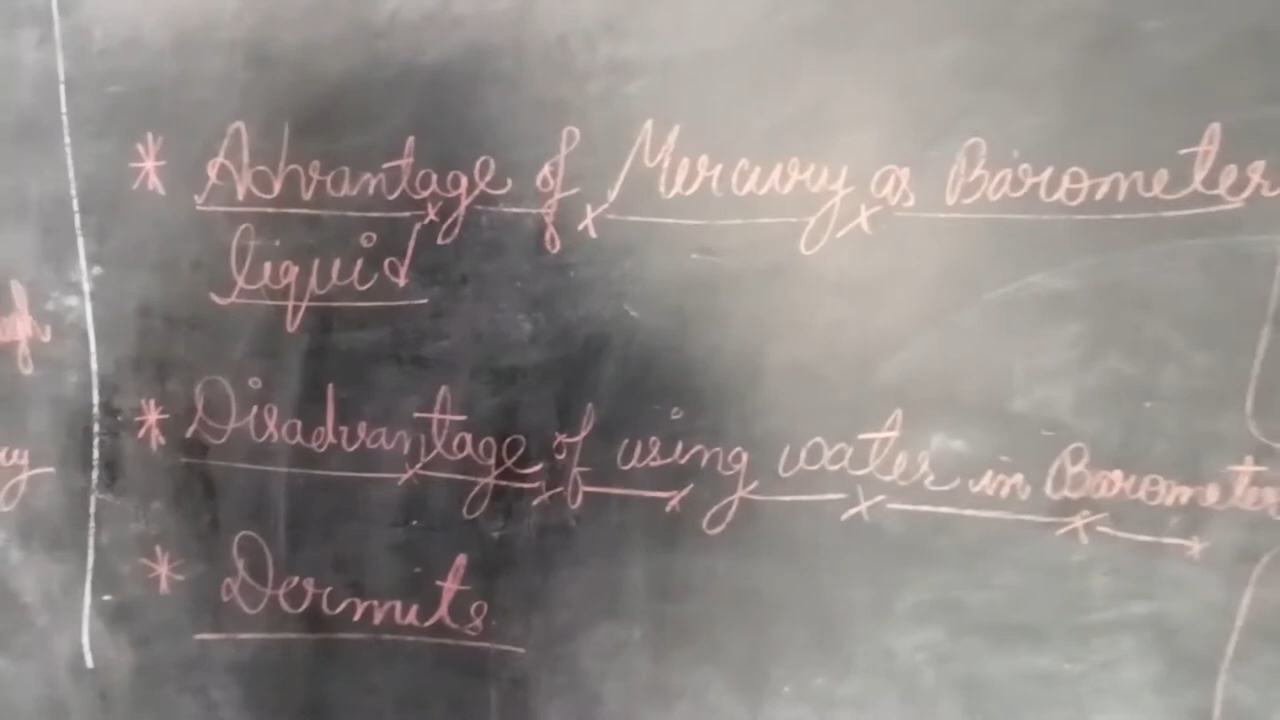 * Advantage of Mercury as Barometer
liquid
* Disadvantage of using water in Barometer
* Dermits